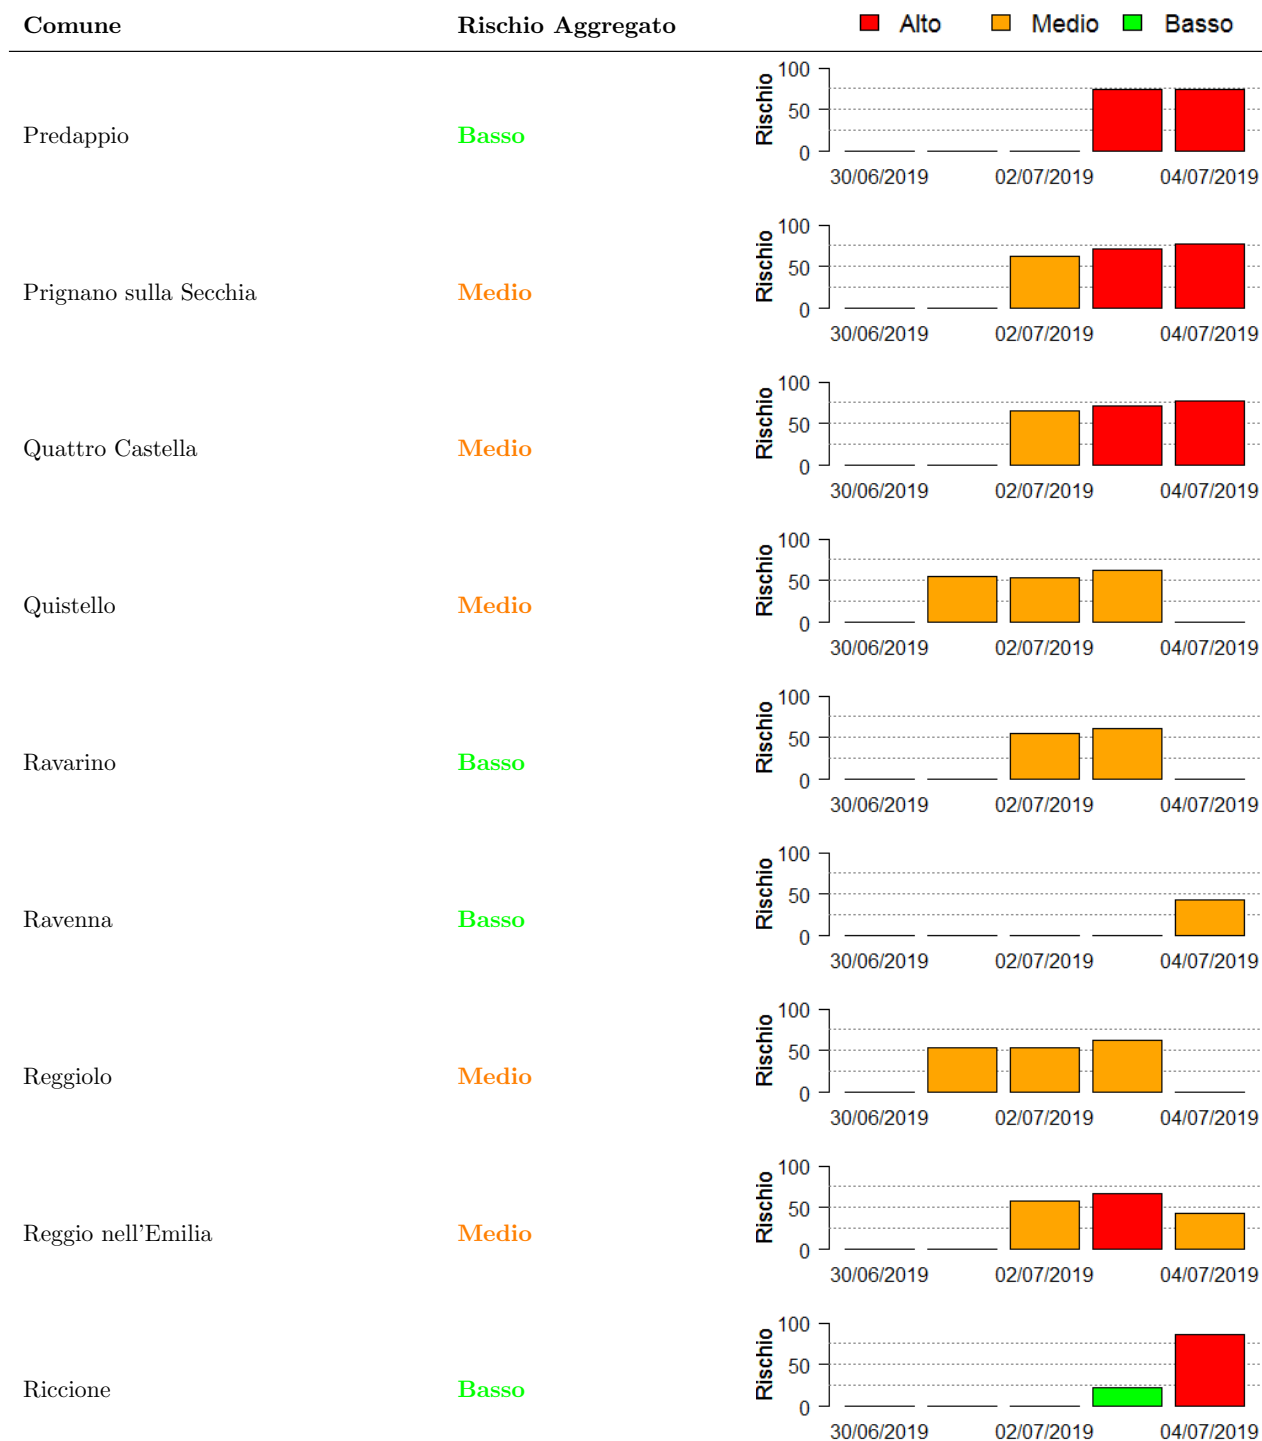 Comune Rischio Aggregato Alto Medio Basso
Predappio Basso
Rischio
100
50
0
30/06/2019 02/07/2019 04/07/2019
Prignano sulla Secchia Medio
Rischio
100
50
0
30/06/2019 02/07/2019 04/07/2019
Quattro Castella Medio
Rischio
100
50
0
30/06/2019 02/07/2019 04/07/2019
Quistello Medio
Rischio
100
50
0
30/06/2019 02/07/2019 04/07/2019
Ravarino Basso
Rischio
100
50
0
30/06/2019 02/07/2019 04/07/2019
Ravenna Basso
Rischio
100
50
0
30/06/2019 02/07/2019 04/07/2019
Reggiolo Medio
Rischio
100
50
0
30/06/2019 02/07/2019 04/07/2019
Reggio nell'Emilia Medio
Rischio
100
50
0
30/06/2019 02/07/2019 04/07/2019
Riccione Basso
Rischio
100
50
0
30/06/2019 02/07/2019 04/07/2019